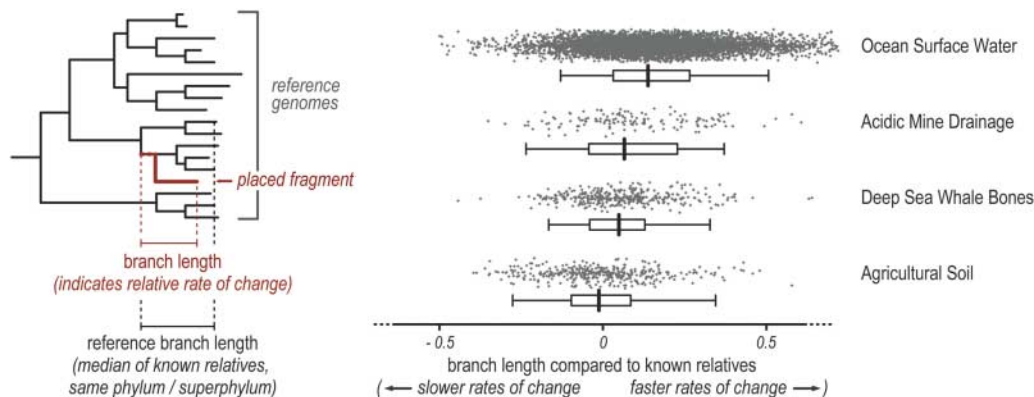 reference
genomes
placed fragment
branch length
(indicates relative rate of change)
reference branch length
(median of known relatives,
same phylum / superphylum)
Ocean Surface Water
Acidic Mine Drainage
Deep Sea Whale Bones
Agricultural Soil
- 0.5 0 0.5
branch length compared to known relatives
( ← slower rates of change faster rates of change → )